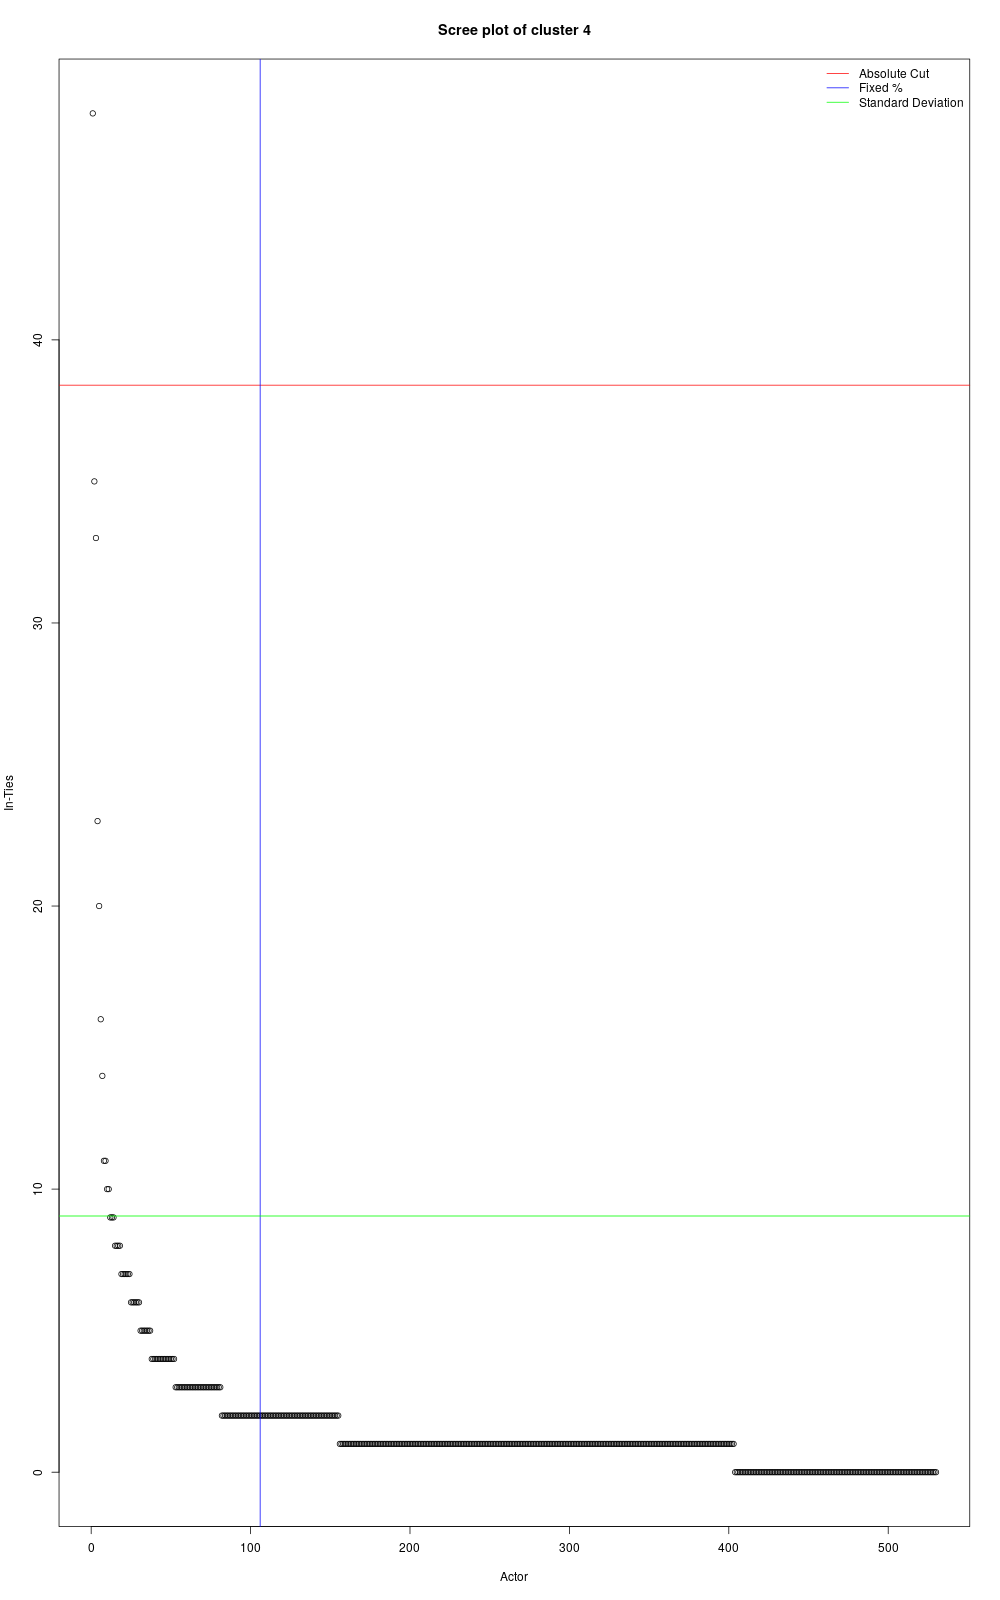 Scree plot of cluster 4
Absolute Cut
Fixed %
Standard Deviation
40
30
20
10
0
In-Ties
0 100 200 300 400 500
Actor